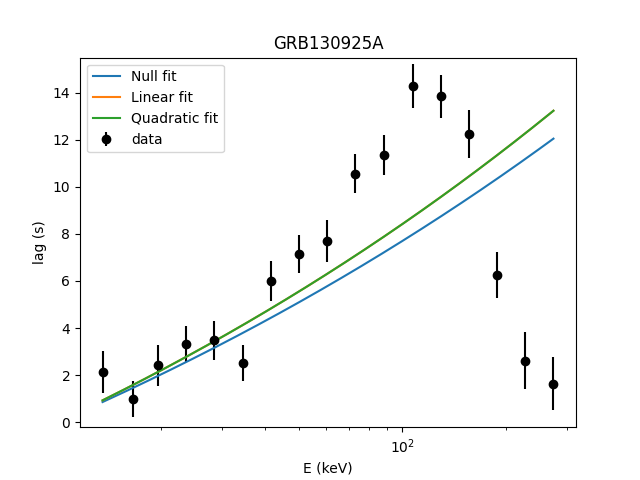 GRB130925A
Null fit
Linear fit
Quadratic fit
data
lag (s)
14
12
10
8
6
4
2
0
10²
E (keV)